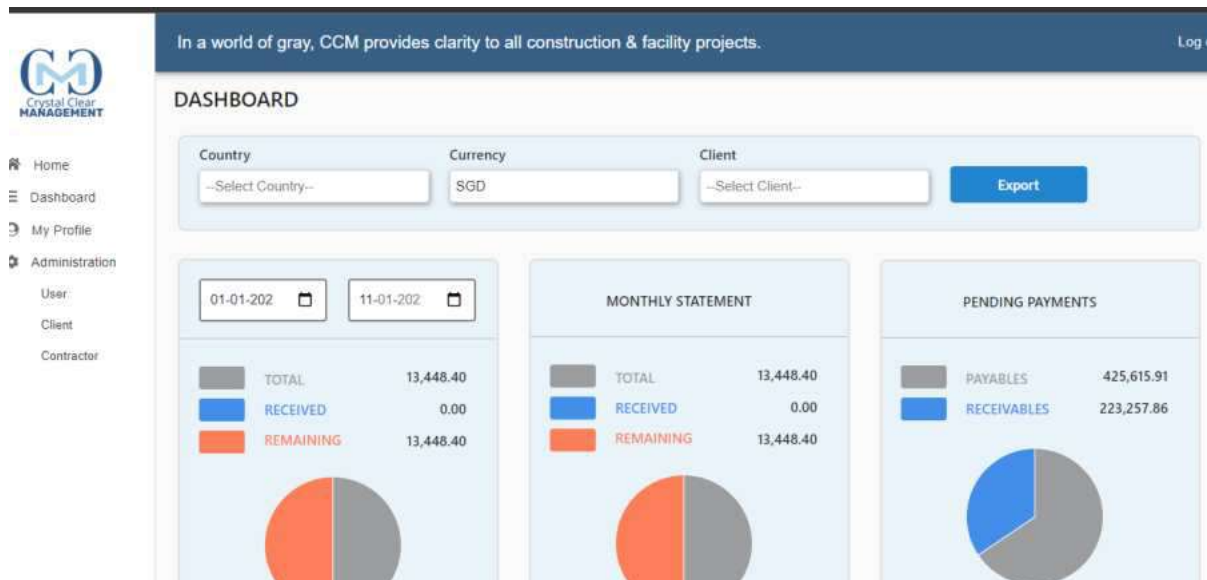 In a world of gray, CCM provides clarity to all construction & facility projects.
Log
Crystal Clear
MANAGEMENT
Home
Dashboard
My Profile
Administration
User
Client
Contractor
DASHBOARD
Country Currency Client
--Select Country-- SGD --Select Client-- Export
01-01-202 11-01-202
TOTAL 13,448.40
RECEIVED 0.00
REMAINING 13,448.40
MONTHLY STATEMENT
TOTAL 13,448.40
RECEIVED 0.00
REMAINING 13,448.40
PENDING PAYMENTS
PAYABLES 425,615.91
RECEIVABLES 223,257.86